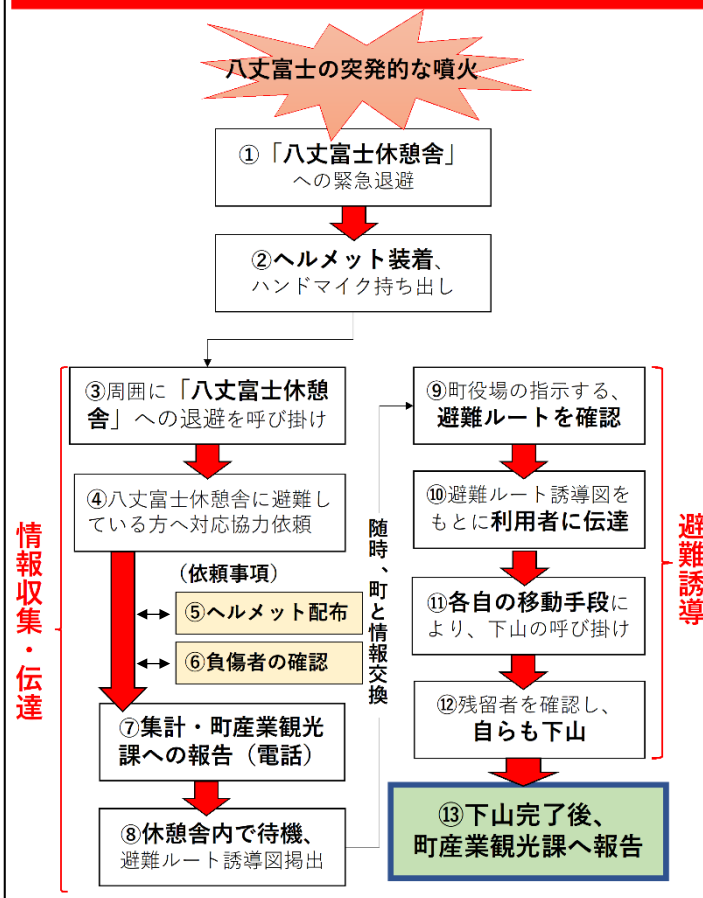 八丈富士の突発的な噴火
①「八丈富士休憩舎」
への緊急退避
②ヘルメット装着、
ハンドマイク持ち出し
情報収集・伝達
③周囲に「八丈富士休憩
舎」への退避を呼び掛け
④八丈富士休憩舎に避難し
ている方へ対応協力依頼
（依頼事項）
⑤ヘルメット配布
⑥負傷者の確認
⑦集計・町産業観光
課への報告（電話）
⑧休憩舎内で待機、
避難ルート誘導図掲出
随時、町と情報交換
⑨町役場の指示する、
避難ルートを確認
⑩避難ルート誘導図を
もとに利用者に伝達
⑪各自の移動手段に
より、下山の呼び掛け
⑫残留者を確認し、
自らも下山
避難誘導
⑬下山完了後、
町産業観光課へ報告